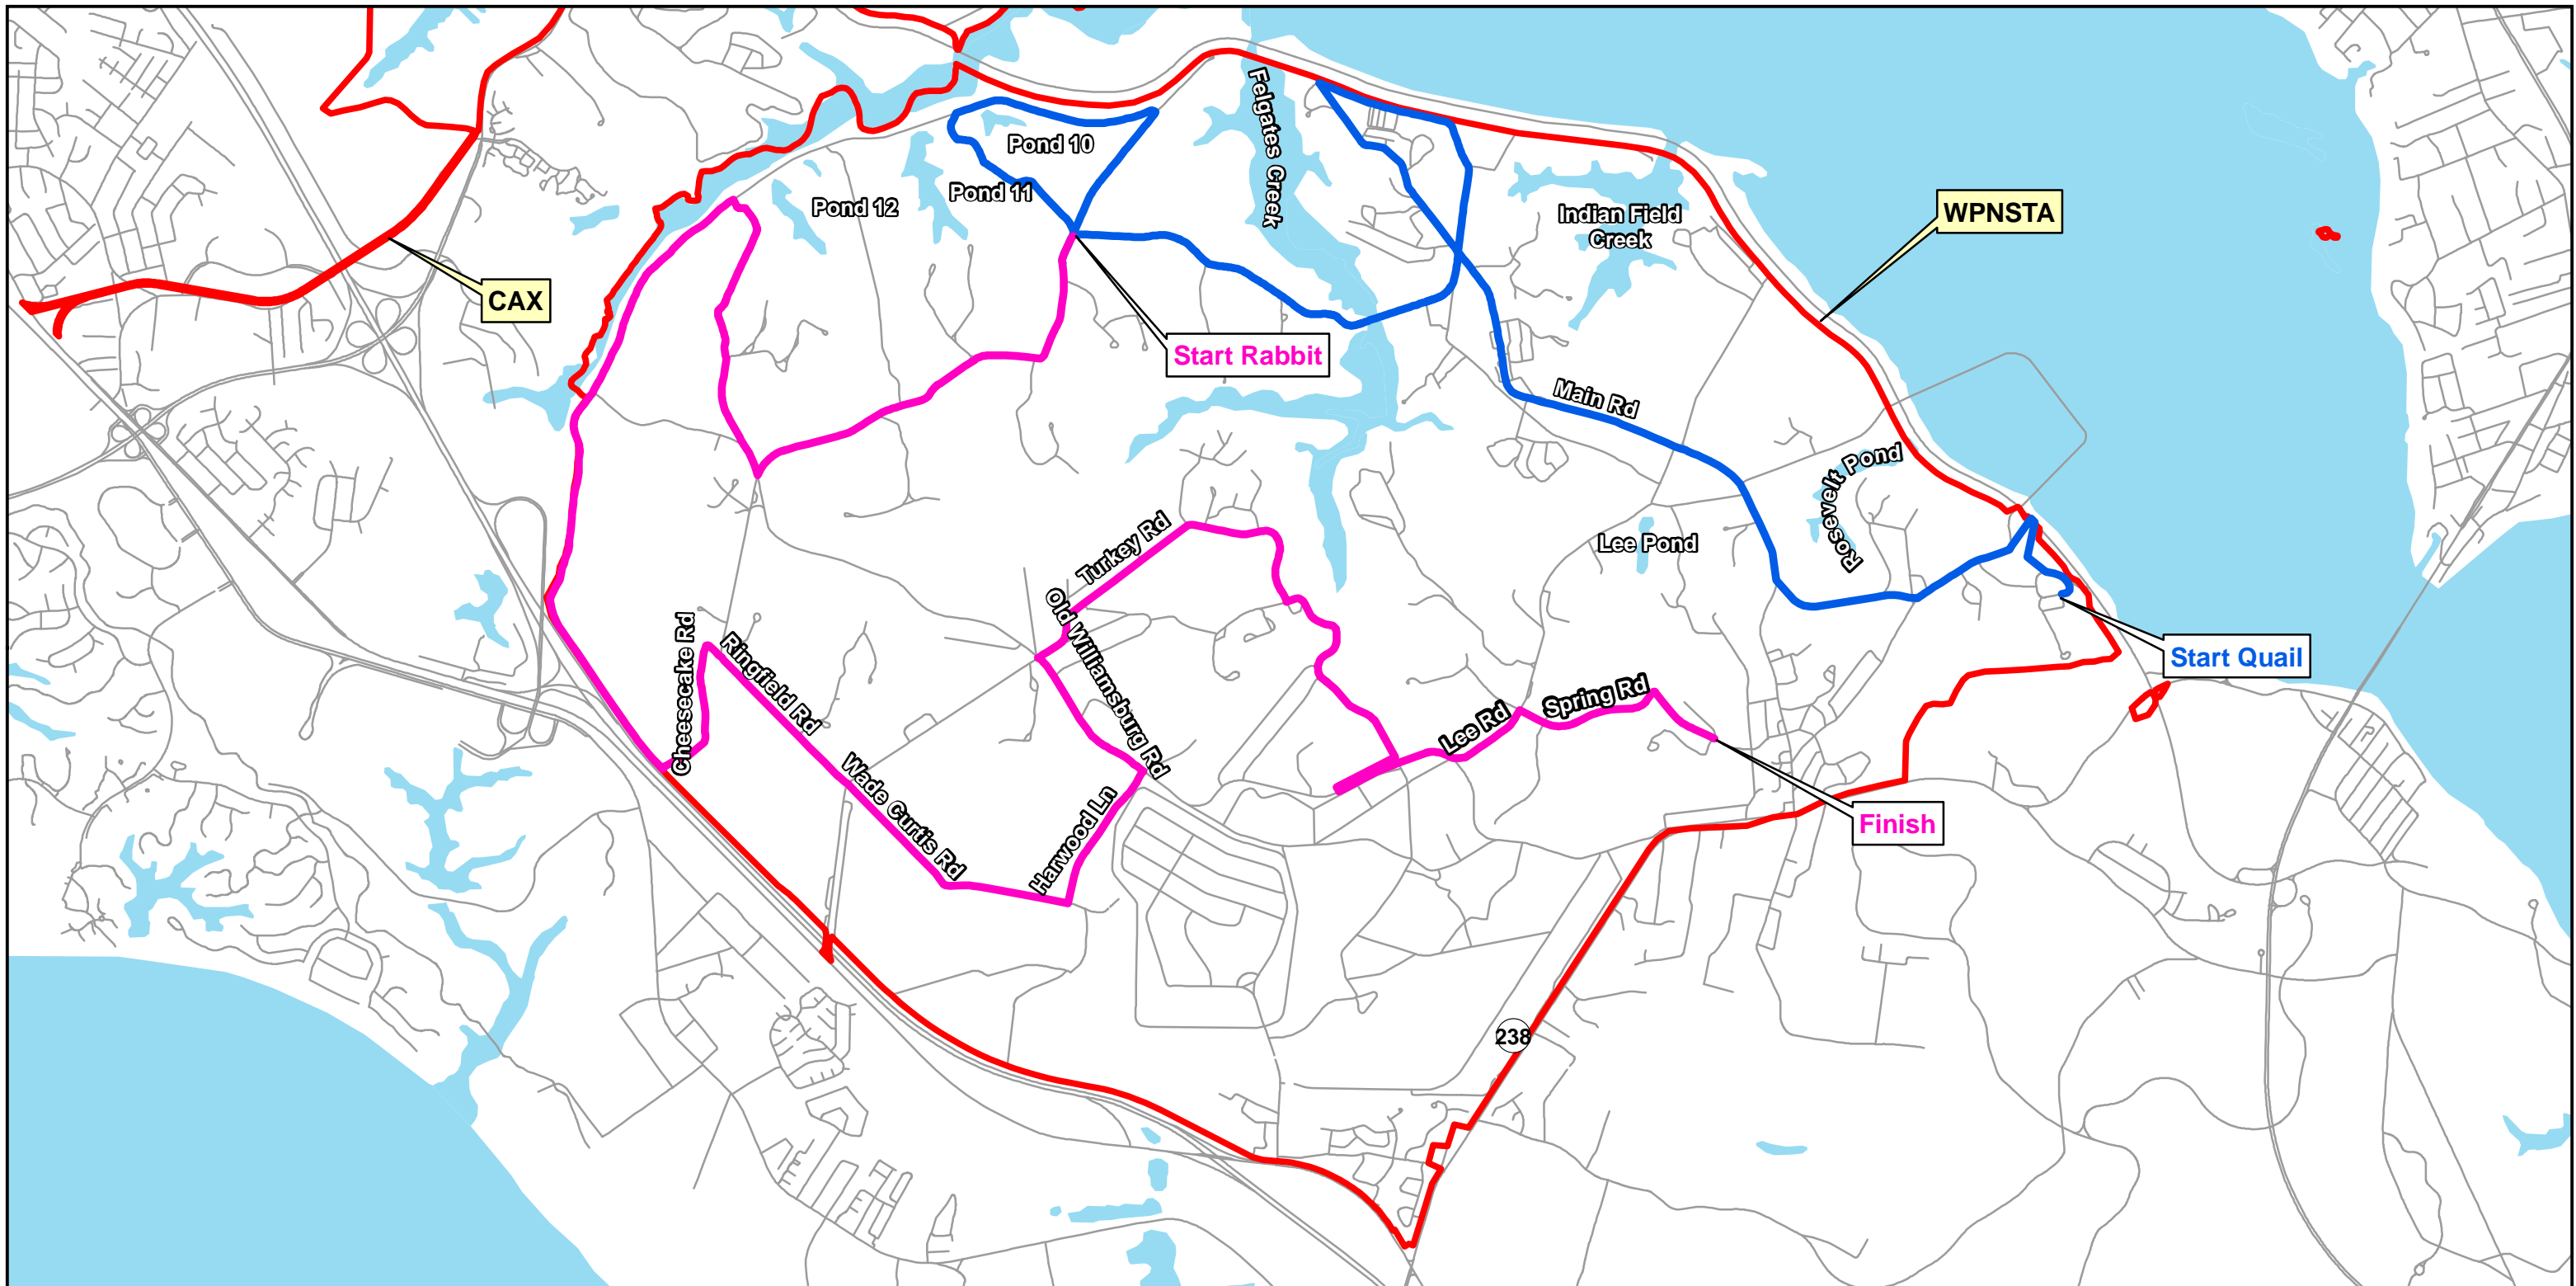 Felgates Creek
Pond 10
Pond 11
Pond 12
Indian Field
Creek
WPNSTA
CAX
Start Rabbit
Main Rd
Rosevelt Pond
Lee Pond
Turkey Rd
Old Williamsburg Rd
Cheesecake Rd
Ringfield Rd
Start Quail
Spring Rd
Lee Rd
Wade Curtis Rd
Harwood Ln
Finish
238